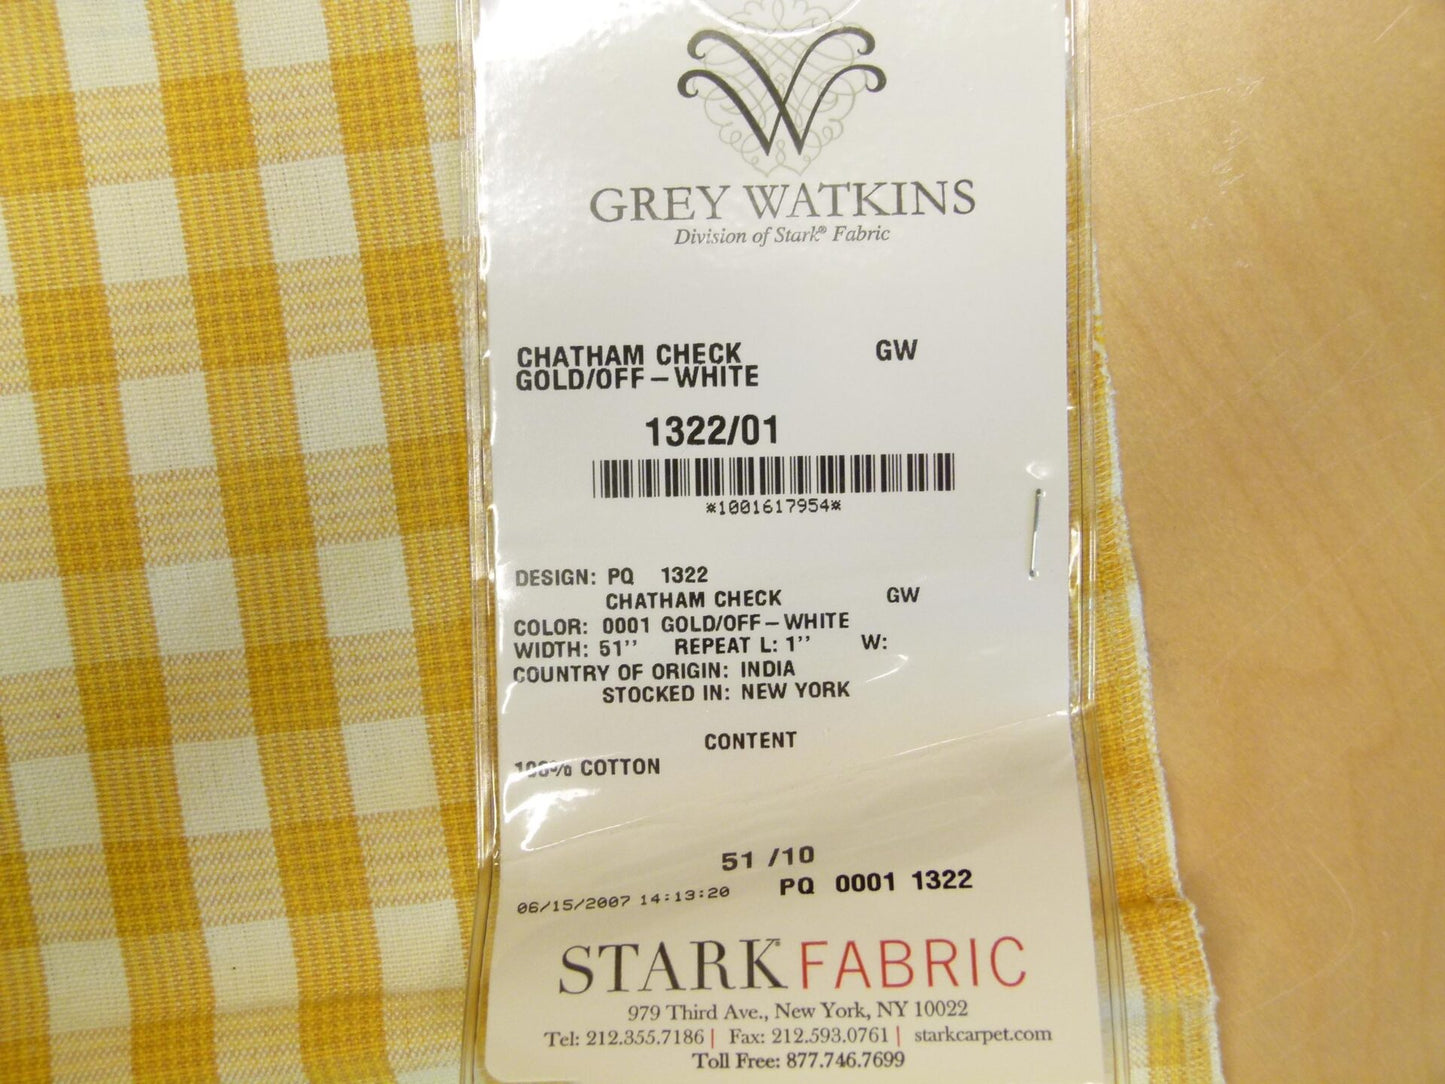 GREY WATKINS
Division of Stark® Fabric
CHATHAM CHECK GW
GOLD/OFF-WHITE
1322/01
*1001617954*
DESIGN: PQ 1322
CHATHAM CHECK GW
COLOR: 0001 GOLD/OFF-WHITE
WIDTH: 51'' REPEAT L: 1'' W:
COUNTRY OF ORIGIN: INDIA
STOCKED IN: NEW YORK
CONTENT
100% COTTON
51 /10
06/15/2007 14:13:20 PQ 0001 1322
STARK® FABRIC
979 Third Ave., New York, NY 10022
Tel: 212.355.7186 | Fax: 212.593.0761 | starkcarpet.com
Toll Free: 877.746.7699